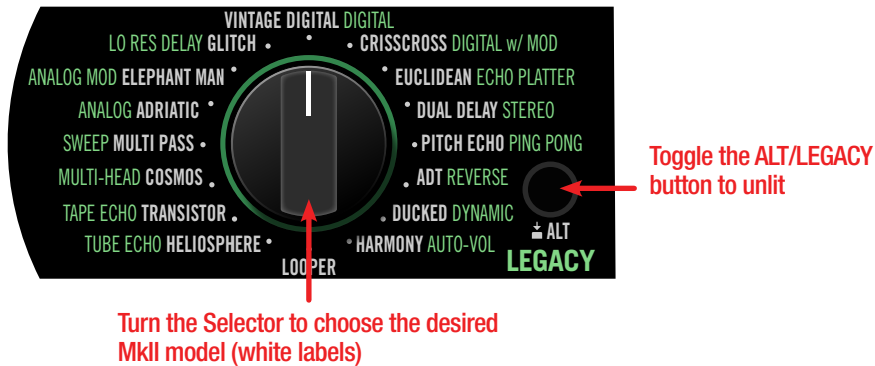 VINTAGE DIGITAL DIGITAL
LO RES DELAY GLITCH
CRISSCROSS DIGITAL w/ MOD
ANALOG MOD ELEPHANT MAN
EUCLIDEAN ECHO PLATTER
ANALOG ADRIATIC
DUAL DELAY STEREO
SWEEP MULTI PASS
PITCH ECHO PING PONG
MULTI-HEAD COSMOS
ADT REVERSE
TAPE ECHO TRANSISTOR
DUCKED DYNAMIC
TUBE ECHO HELIOSPHERE
HARMONY AUTO-VOL
LOOPER
ALT
LEGACY
Toggle the ALT/LEGACY
button to unlit
Turn the Selector to choose the desired
MkII model (white labels)